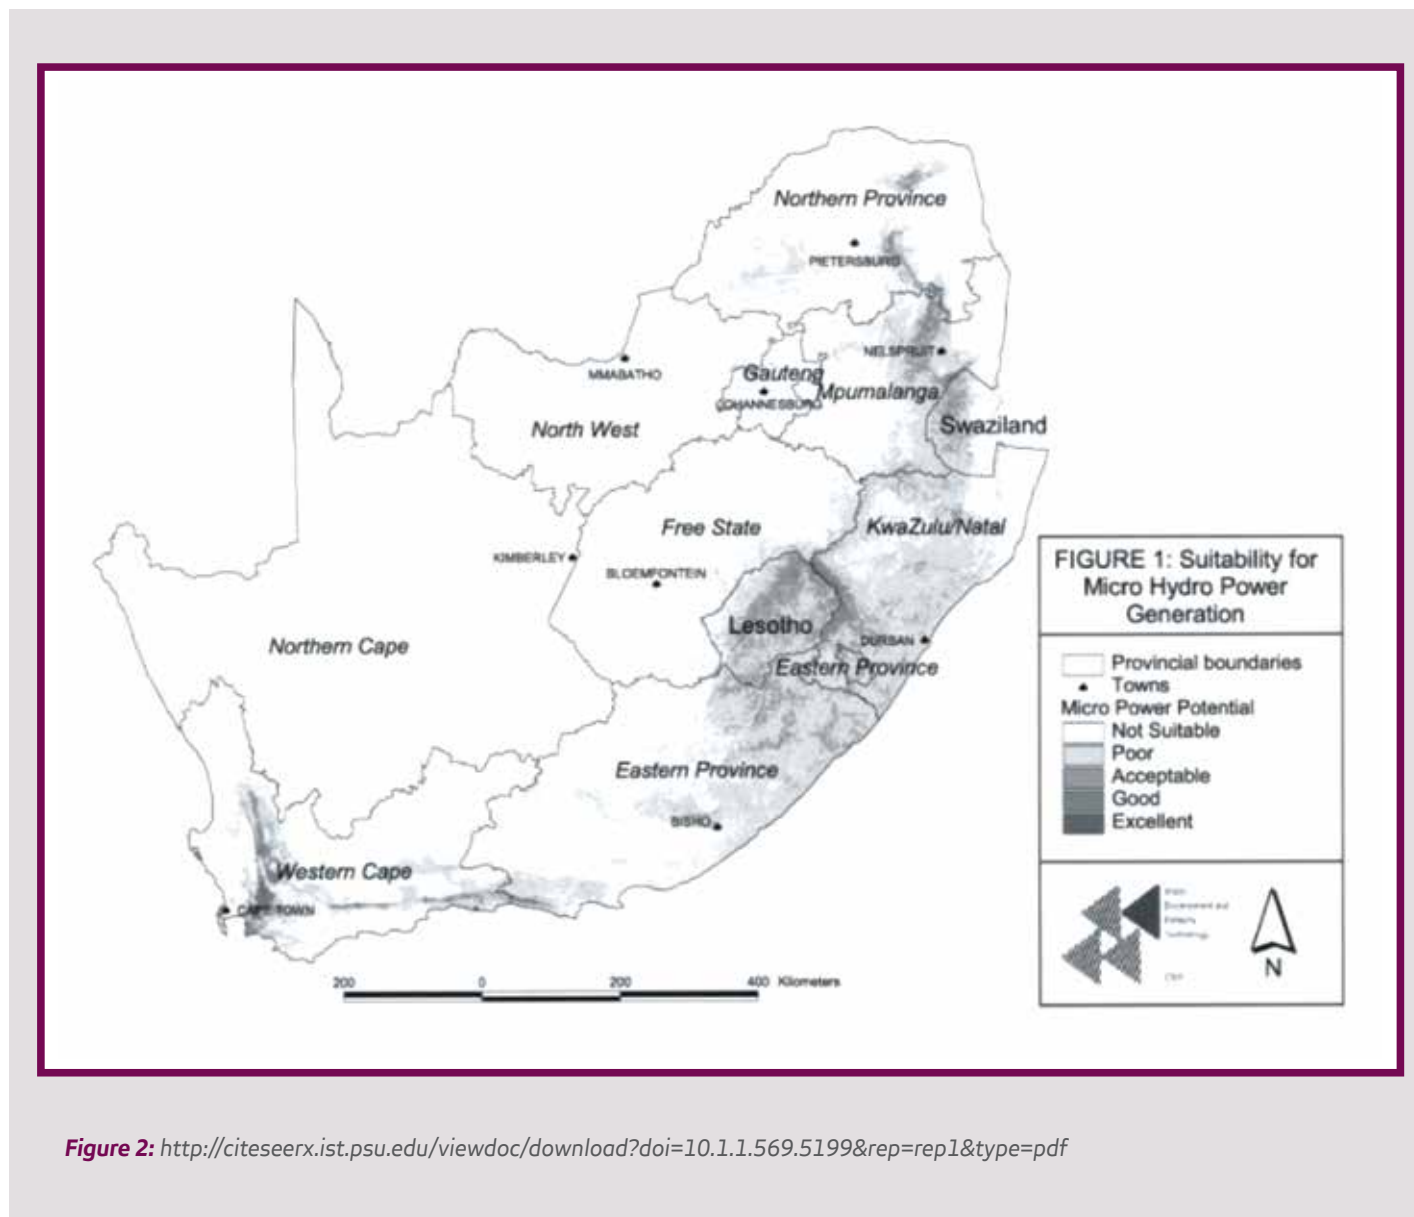 Northern Province
PIETERSBURG
NELSPRUIT
MMABATHO
Gauteng
JOHANNESBURG
Mpumalanga
Swaziland
North West
Free State
KwaZulu/Natal
KIMBERLEY
BLOEMFONTEIN
Lesotho
DURBAN
Northern Cape
Eastern Province
Eastern Province
BISHO
Western Cape
CAPE TOWN
200 0 200 400 Kilometers
FIGURE 1: Suitability for
Micro Hydro Power
Generation
Provincial boundaries
Towns
Micro Power Potential
Not Suitable
Poor
Acceptable
Good
Excellent
N
Figure 2: http://citeseerx.ist.psu.edu/viewdoc/download?doi=10.1.1.569.5199&rep=rep1&type=pdf